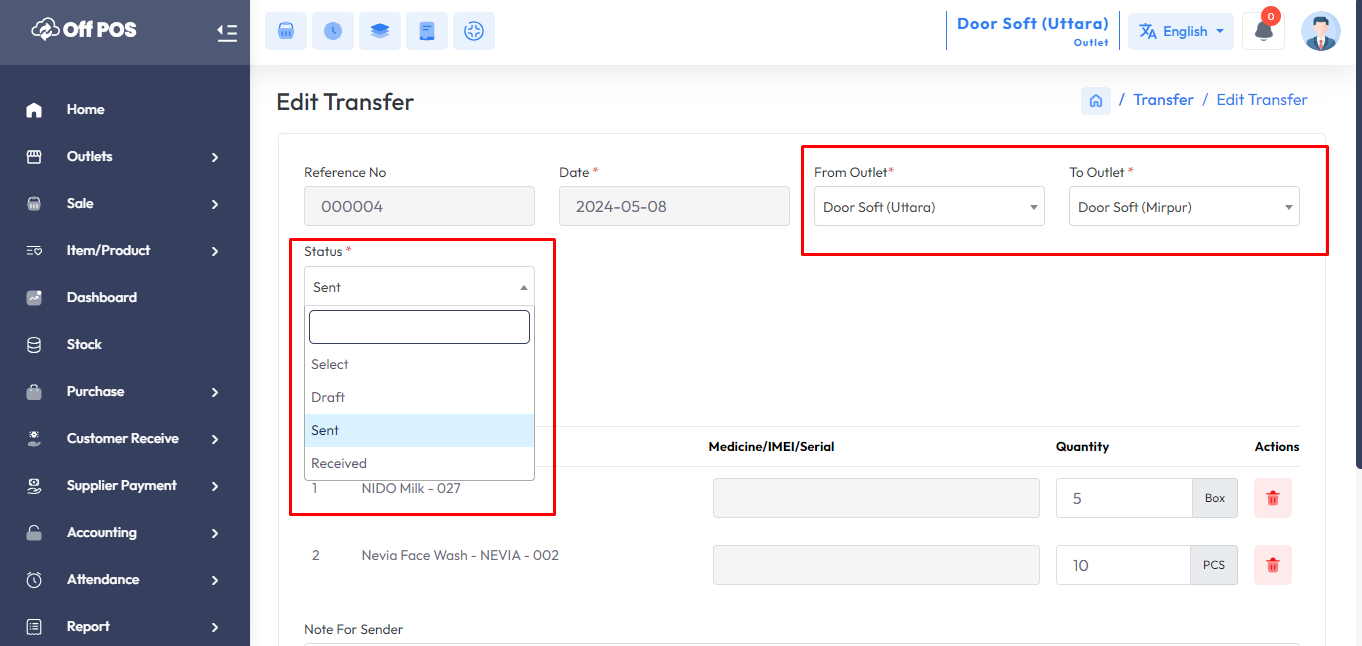 Off POS
Door Soft (Uttara)
Outlet
English
0
Home
Outlets
Sale
Item/Product
Dashboard
Stock
Purchase
Customer Receive
Supplier Payment
Accounting
Attendance
Report
Edit Transfer
/ Transfer / Edit Transfer
Reference No
Date *
From Outlet*
To Outlet *
000004
2024-05-08
Door Soft (Uttara)
Door Soft (Mirpur)
Status *
Sent
Select
Draft
Sent
Received
Medicine/IMEI/Serial
Quantity
Actions
1 NIDO Milk - 027 5 Box
2 Nevia Face Wash - NEVIA - 002 10 PCS
Note For Sender